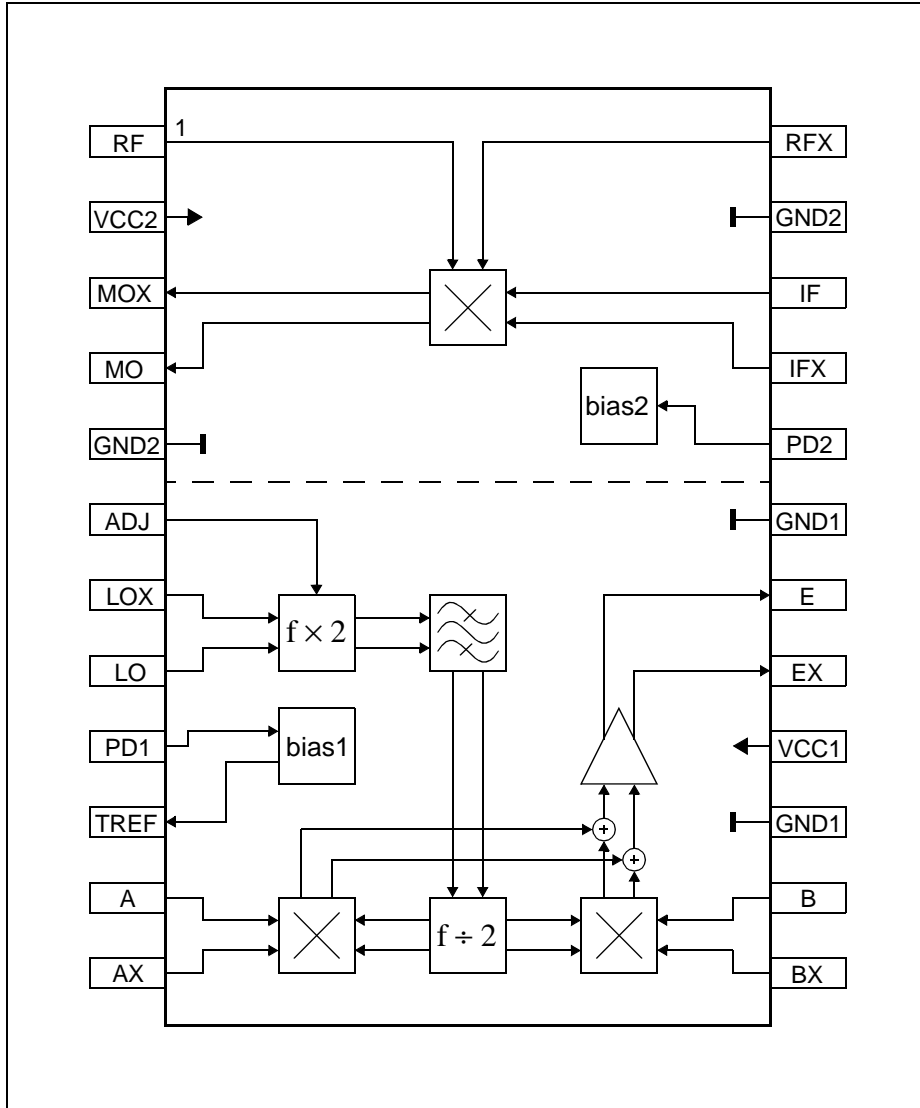 1
RF
RFX
VCC2
GND2
MOX
IF
MO
IFX
bias2
GND2
PD2
ADJ
GND1
LOX
E
f × 2
LO
EX
PD1
bias1
VCC1
TREF
GND1
+
+
A
B
f ÷ 2
AX
BX